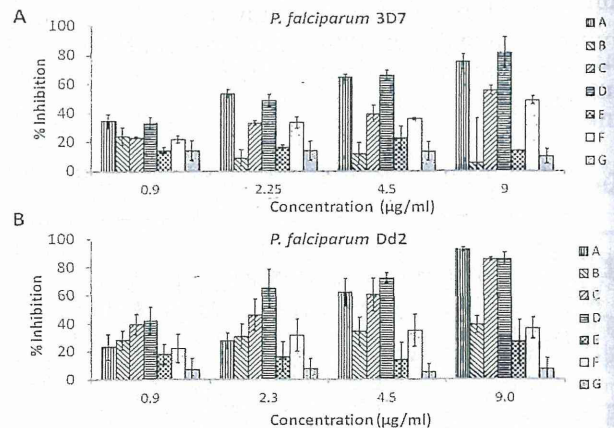 A
P. falciparum 3D7
100
80
60
40
20
0
% Inhibition
0.9 2.25 4.5 9
Concentration (µg/ml)
A
B
C
D
E
F
G
B
P. falciparum Dd2
100
80
60
40
20
0
% Inhibition
0.9 2.3 4.5 9.0
Concentration (µg/ml)
A
B
C
D
E
F
G